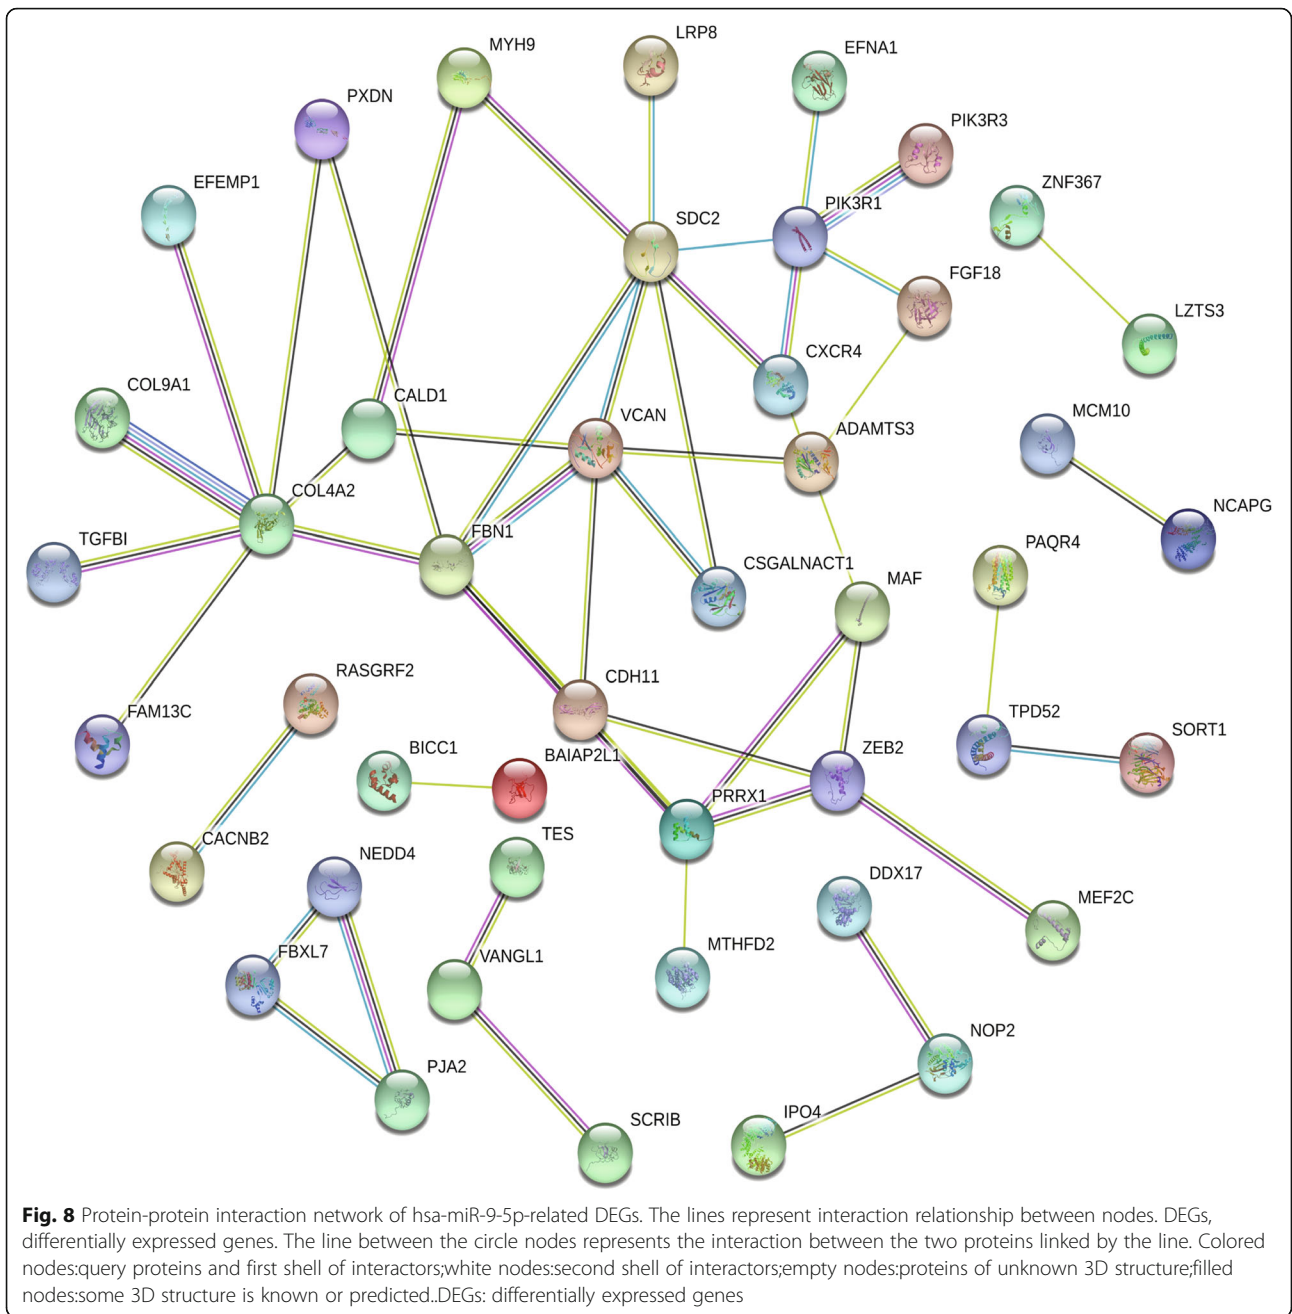 MYH9
LRP8
EFNA1
PXDN
PIK3R3
EFEMP1
ZNF367
PIK3R1
SDC2
FGF18
LZTS3
CXCR4
COL9A1
CALD1
VCAN
MCM10
ADAMTS3
COL4A2
NCAPG
FBN1
TGFBI
PAQR4
CSGALNACT1
MAF
RASGRF2
CDH11
FAM13C
TPD52
SORT1
BICC1
BAIAP2L1
ZEB2
PRRX1
CACNB2
TES
NEDD4
DDX17
MEF2C
FBXL7
VANGL1
MTHFD2
NOP2
PJA2
IPO4
SCRIB
Fig. 8 Protein-protein interaction network of hsa-miR-9-5p-related DEGs. The lines represent interaction relationship between nodes. DEGs,
differentially expressed genes. The line between the circle nodes represents the interaction between the two proteins linked by the line. Colored
nodes:query proteins and first shell of interactors;white nodes:second shell of interactors;empty nodes:proteins of unknown 3D structure;filled
nodes:some 3D structure is known or predicted..DEGs: differentially expressed genes